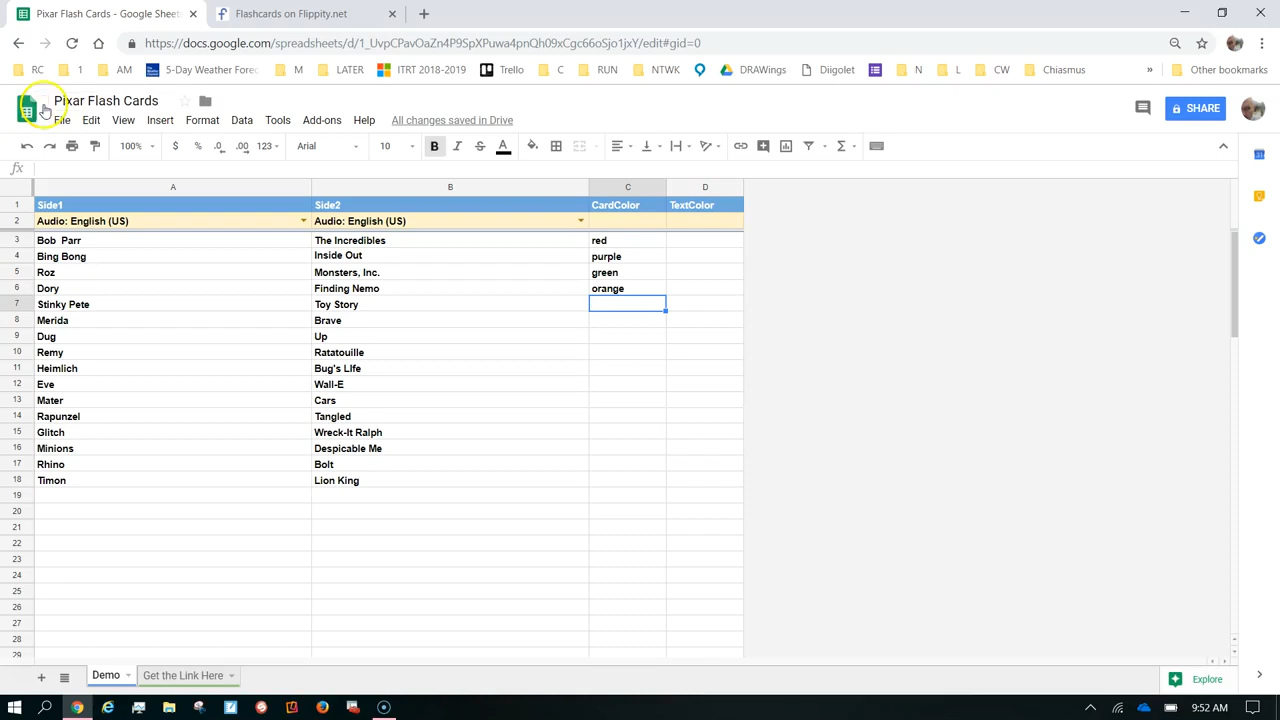 Pixar Flash Cards - Google Sheets
Flashcards on Flippity.net
https://docs.google.com/spreadsheets/d/1_UvpCPavOaZn4P9SpXPuwa4pnQh09xCgc66oSjo1jxY/edit#gid=0
RC 1 AM 5-Day Weather Forec M LATER ITRT 2018-2019 Trello C RUN NTWK DRAWings Diigolet N L CW Chiasmus » Other bookmarks
Pixar Flash Cards
File Edit View Insert Format Data Tools Add-ons Help All changes saved in Drive
SHARE
100% $ % .0 .00 123 Arial 10 B I S A
fx
A B C D
1 Side1 Side2 CardColor TextColor
2 Audio: English (US) Audio: English (US)
3 Bob Parr The Incredibles red
4 Bing Bong Inside Out purple
5 Roz Monsters, Inc. green
6 Dory Finding Nemo orange
7 Stinky Pete Toy Story
8 Merida Brave
9 Dug Up
10 Remy Ratatouille
11 Heimlich Bug's LIfe
12 Eve Wall-E
13 Mater Cars
14 Rapunzel Tangled
15 Glitch Wreck-It Ralph
16 Minions Despicable Me
17 Rhino Bolt
18 Timon Lion King
19
20
21
22
23
24
25
26
27
28
29
Demo Get the Link Here
Explore
9:52 AM